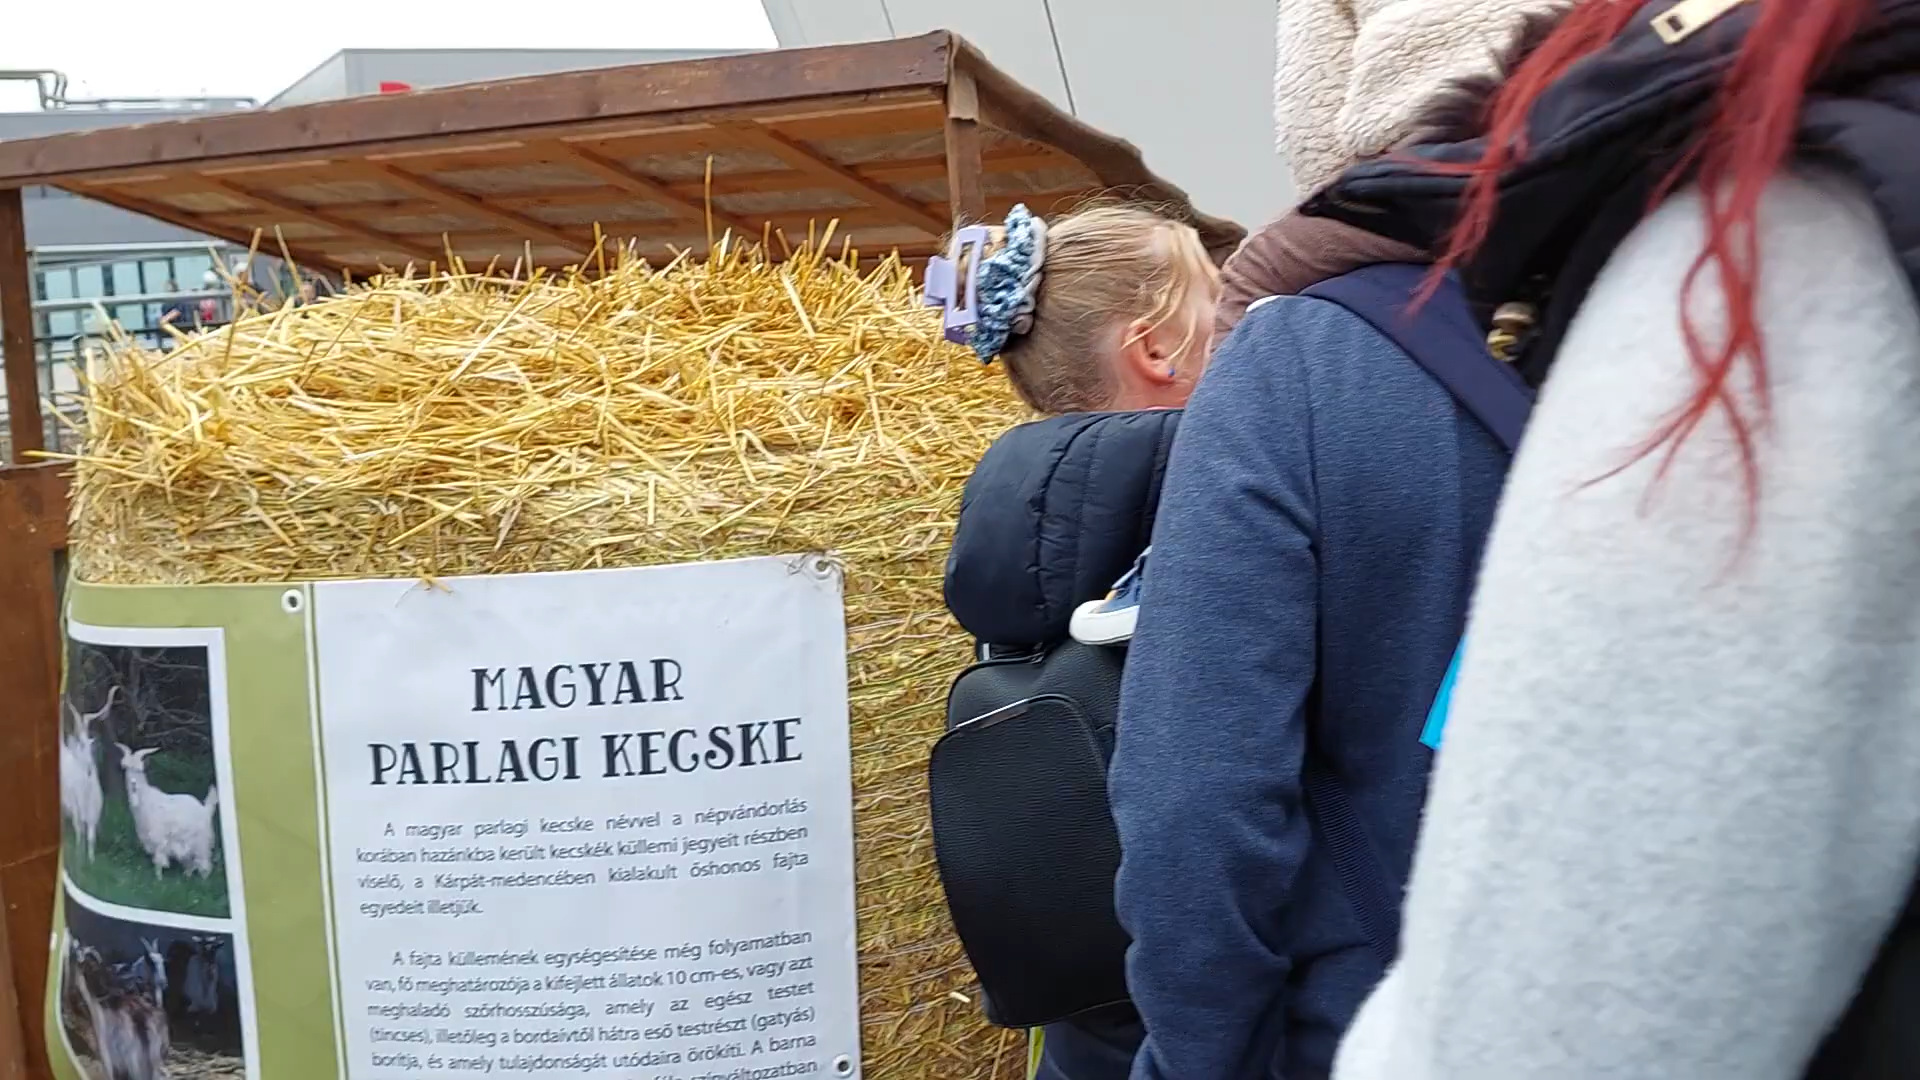 MAGYAR
PARLAGI KECSKE
A magyar parlagi kecske névvel a népvándorlás
korában hazánkba került kecskék küllemi jegyeit részben
viselő, a Kárpát-medencében kialakult őshonos fajta
egyedeit illetjük.
A fajta küllemének egységesítése még folyamatban
van, fő meghatározója a kifejlett állatok 10 cm-es, vagy azt
meghaladó szőrhosszúsága, amely az egész testet
(tincses), illetőleg a bordaívtől hátra eső testrészt (gatyás)
borítja, és amely tulajdonságát utódaira örökíti. A barna
színváltozatban